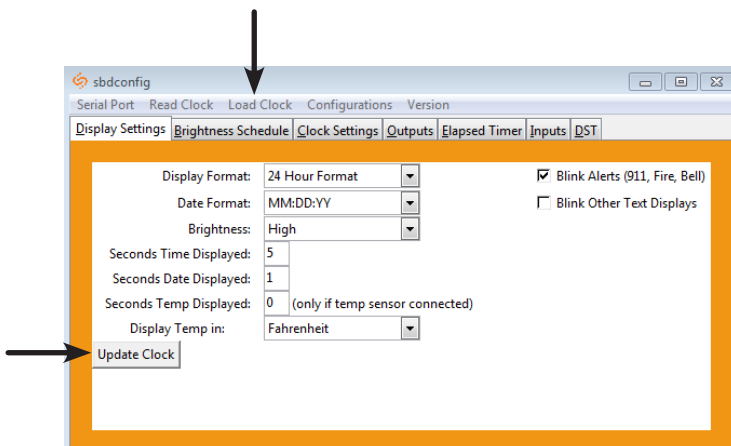 sbdconfig
Serial Port Read Clock Load Clock Configurations Version
Display Settings Brightness Schedule Clock Settings Outputs Elapsed Timer Inputs DST
Display Format: 24 Hour Format Blink Alerts (911, Fire, Bell)
Date Format: MM:DD:YY Blink Other Text Displays
Brightness: High
Seconds Time Displayed: 5
Seconds Date Displayed: 1
Seconds Temp Displayed: 0 (only if temp sensor connected)
Display Temp in: Fahrenheit
Update Clock